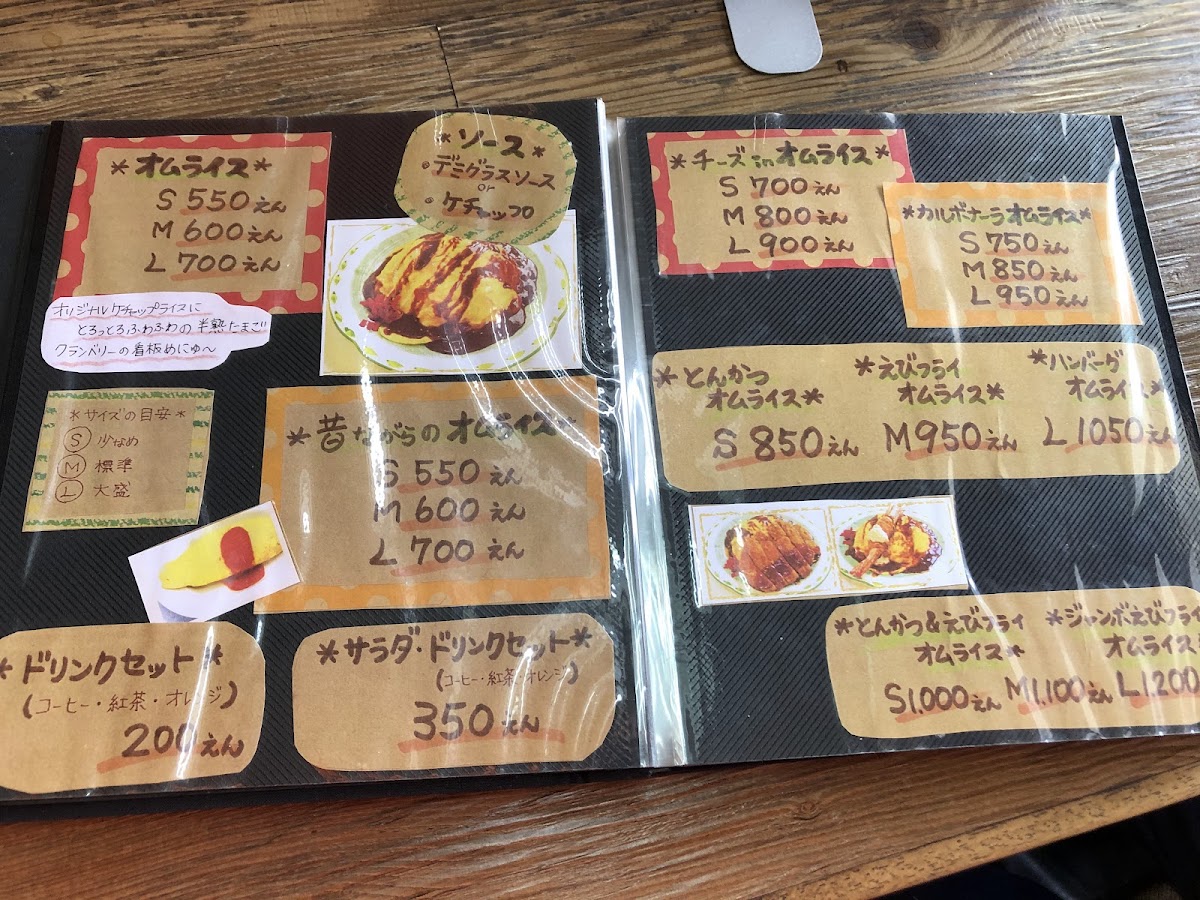 *オムライス*
S 550えん
M 600えん
L 700えん
オリジナルケチャップライスに
とろっとろふわふわの半熟たまご
クランベリーの看板めにゅ〜
*ソース*
・デミグラスソース
or
・ケチャップ
*サイズの目安*
Ⓢ 少なめ
Ⓜ 標準
Ⓛ 大盛
*昔ながらのオムライス*
S 550えん
M 600えん
L 700えん
*ドリンクセット*
(コーヒー・紅茶・オレンジ)
200えん
*サラダ・ドリンクセット*
(コーヒー・紅茶・オレンジ)
350えん
*チーズinオムライス*
S 700えん
M 800えん
L 900えん
*カルボナーラオムライス*
S 750えん
M 850えん
L 950えん
*とんかつ
オムライス*
*えびフライ
オムライス*
*ハンバーグ
オムライス*
S 850えん M 950えん L 1050えん
*とんかつ&えびフライ
オムライス*
*ジャンボえびフライ
オムライス*
S1,000えん M1,100えん L1,200